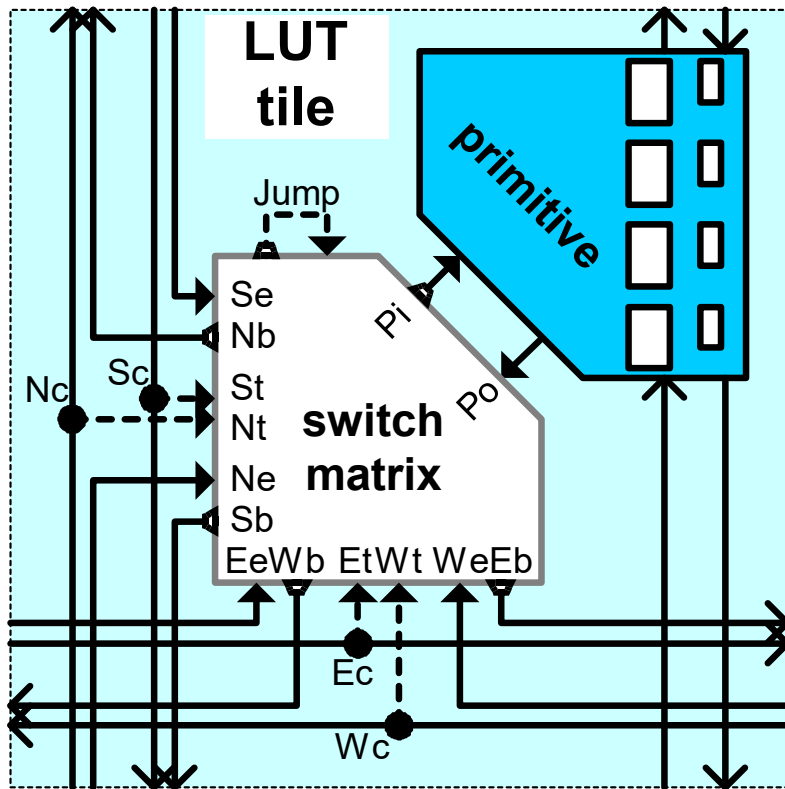 LUT
tile
primitive
Jump
Se
Nb
Pi
Sc
Nc
St
Nt
Po
switch
matrix
Ne
Sb
EeWb EtWt WeEb
Ec
Wc